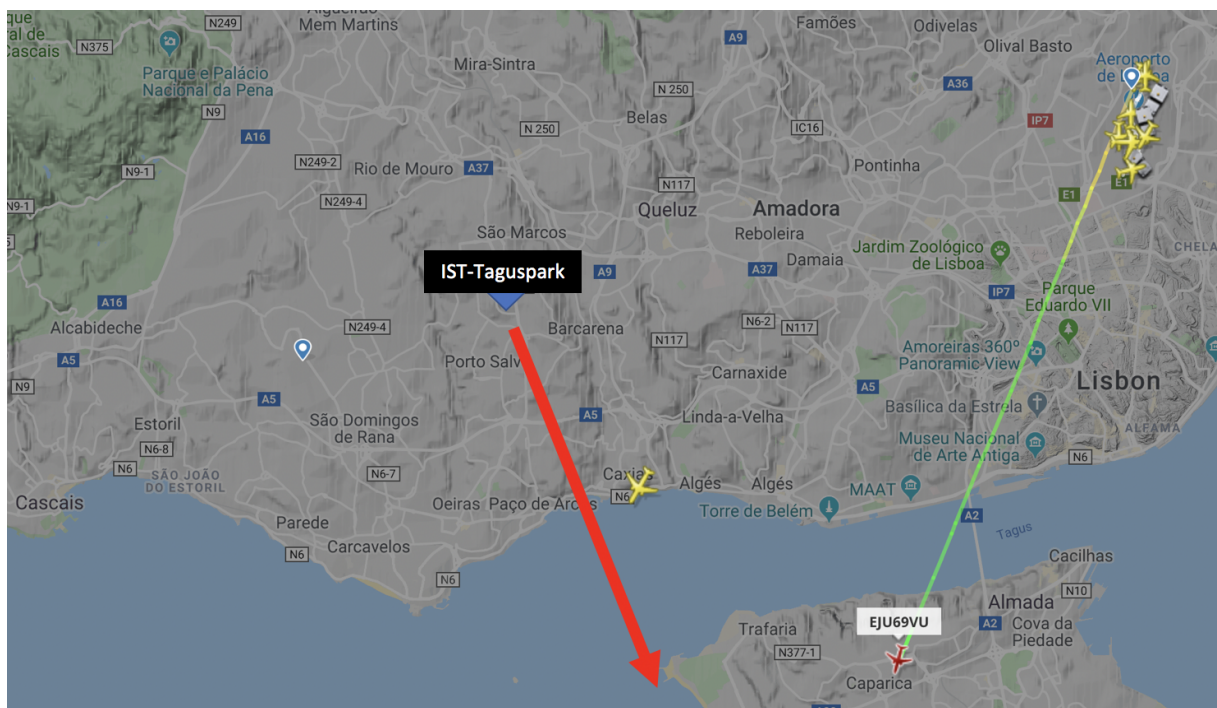 N249
Mem Martins
Famões
Odivelas
Olival Basto
N375
Cascais
Parque e Palácio
Nacional da Pena
Mira-Sintra
A9
Aeroporto
de
N 250
A36
N9
A16
Belas
IP7
N 250
IC16
N249-2
Rio de Mouro
A37
Pontinha
N9-1
N117
E1
E1
N9-1
N249-4
Queluz
Amadora
São Marcos
Reboleira
Jardim Zoológico
de Lisboa
CHELA
Damaia
IST-Taguspark
A9
A37
IP7
Parque
Eduardo VII
A16
Alcabideche
N249-4
Barcarena
N6-2
N117
N117
Amoreiras 360º
Panoramic View
A5
Porto Salv
Carnaxide
Lisbon
N9
A5
A5
Basílica da Estrela
Estoril
São Domingos
de Rana
A5
Linda-a-Velha
ALFAMA
N6-8
Museu Nacional
de Arte Antiga
N6
N6
SÃO JOÃO
DO ESTORIL
N6-7
Caxias
N6
Algés
Algés
MAAT
Cascais
Oeiras
Paço de Arcos
Torre de Belém
A2
Parede
Tagus
N6
Carcavelos
Cacilhas
N6
N10
Almada
EJU69VU
A2
Cova da
Piedade
Trafaria
N377-1
Caparica